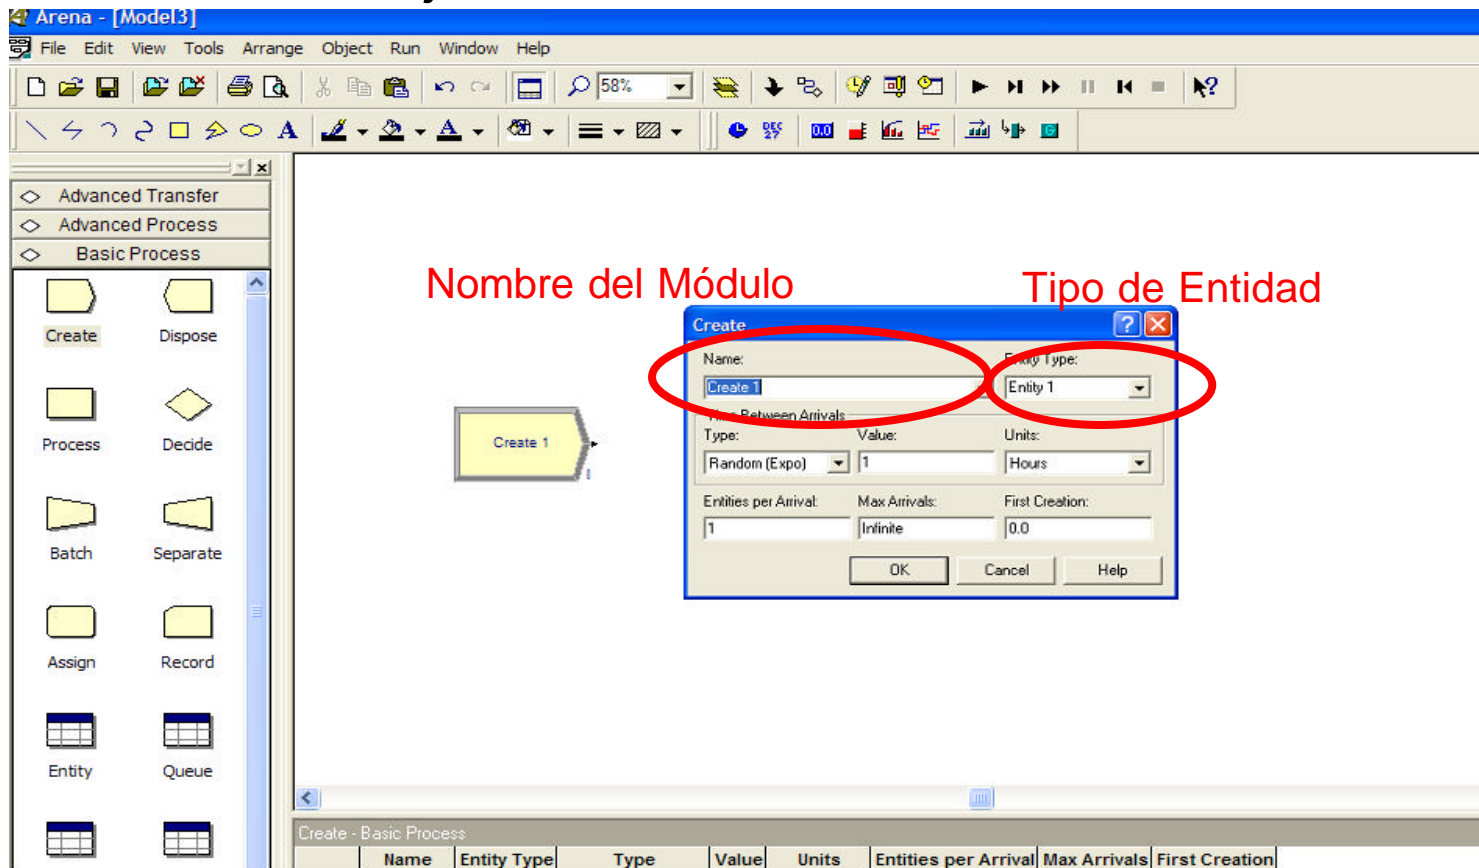 Arena - [Model3]
File Edit View Tools Arrange Object Run Window Help
58%
Advanced Transfer
Advanced Process
Basic Process
Create Dispose
Process Decide
Batch Separate
Assign Record
Entity Queue
Nombre del Módulo
Tipo de Entidad
Create 1
Create
Name: Entity Type:
Create 1 Entity 1
Time Between Arrivals
Type: Value: Units:
Random (Expo) 1 Hours
Entities per Arrival: Max Arrivals: First Creation:
1 Infinite 0.0
OK Cancel Help
Create - Basic Process
Name Entity Type Type Value Units Entities per Arrival Max Arrivals First Creation